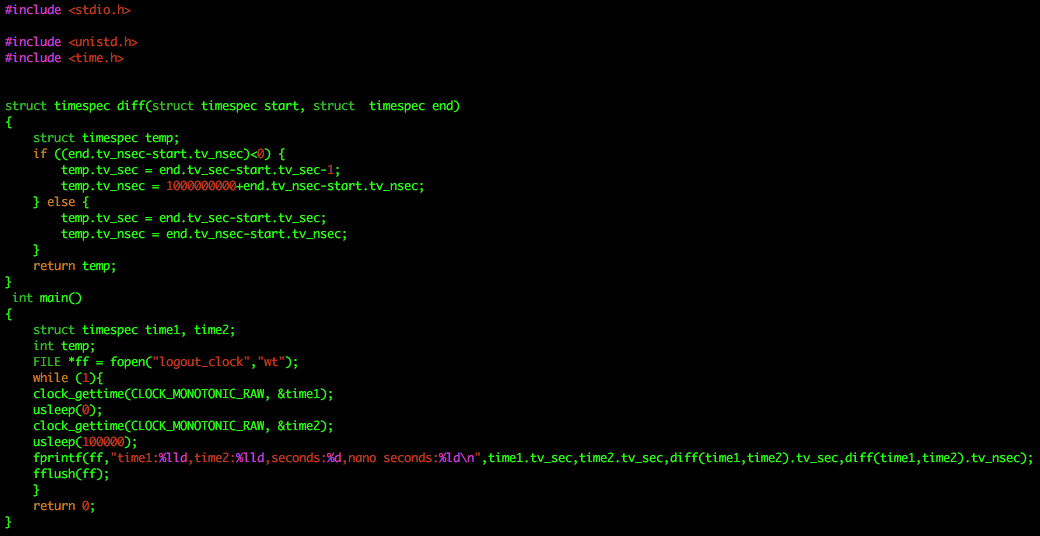 #include <stdio.h>
#include <unistd.h>
#include <time.h>
struct timespec diff(struct timespec start, struct  timespec end)
{
    struct timespec temp;
    if ((end.tv_nsec-start.tv_nsec)<0) {
        temp.tv_sec = end.tv_sec-start.tv_sec-1;
        temp.tv_nsec = 1000000000+end.tv_nsec-start.tv_nsec;
    } else {
        temp.tv_sec = end.tv_sec-start.tv_sec;
        temp.tv_nsec = end.tv_nsec-start.tv_nsec;
    }
    return temp;
}
 int main()
{
    struct timespec time1, time2;
    int temp;
    FILE *ff = fopen("logout_clock","wt");
    while (1){
    clock_gettime(CLOCK_MONOTONIC_RAW, &time1);
    usleep(0);
    clock_gettime(CLOCK_MONOTONIC_RAW, &time2);
    usleep(100000);
    fprintf(ff,"time1:%lld,time2:%lld,seconds:%d,nano seconds:%ld\n",time1.tv_sec,time2.tv_sec,diff(time1,time2).tv_sec,diff(time1,time2).tv_nsec);
    fflush(ff);
    }
    return 0;
}